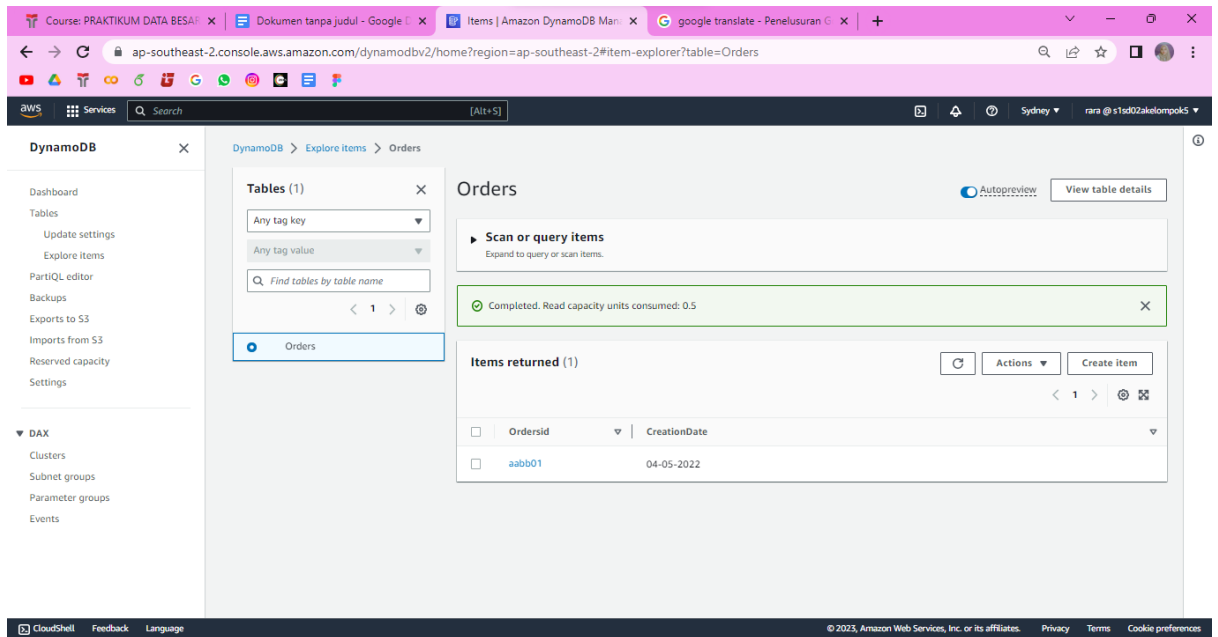 Course: PRAKTIKUM DATA BESAR
Dokumen tanpa judul - Google D
Items | Amazon DynamoDB Man
google translate - Penelusuran G
ap-southeast-2.console.aws.amazon.com/dynamodbv2/home?region=ap-southeast-2#item-explorer?table=Orders
aws
Services
Search
[Alt+S]
Sydney
rara @ s1sd02akelompok5
DynamoDB
Dashboard
Tables
Update settings
Explore items
PartiQL editor
Backups
Exports to S3
Imports from S3
Reserved capacity
Settings
DAX
Clusters
Subnet groups
Parameter groups
Events
DynamoDB > Explore items > Orders
Tables (1)
Any tag key
Any tag value
Find tables by table name
1
Orders
Orders
Autopreview
View table details
Scan or query items
Expand to query or scan items.
Completed. Read capacity units consumed: 0.5
Items returned (1)
Actions
Create item
1
Ordersid
CreationDate
aabb01
04-05-2022
CloudShell
Feedback
Language
© 2023, Amazon Web Services, Inc. or its affiliates.
Privacy
Terms
Cookie preferences